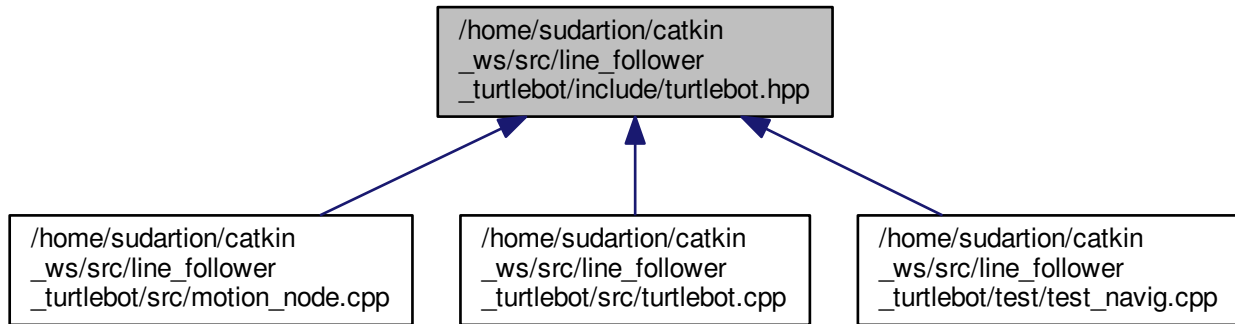 /home/sudartion/catkin
_ws/src/line_follower
_turtlebot/include/turtlebot.hpp
/home/sudartion/catkin
_ws/src/line_follower
_turtlebot/src/motion_node.cpp
/home/sudartion/catkin
_ws/src/line_follower
_turtlebot/src/turtlebot.cpp
/home/sudartion/catkin
_ws/src/line_follower
_turtlebot/test/test_navig.cpp